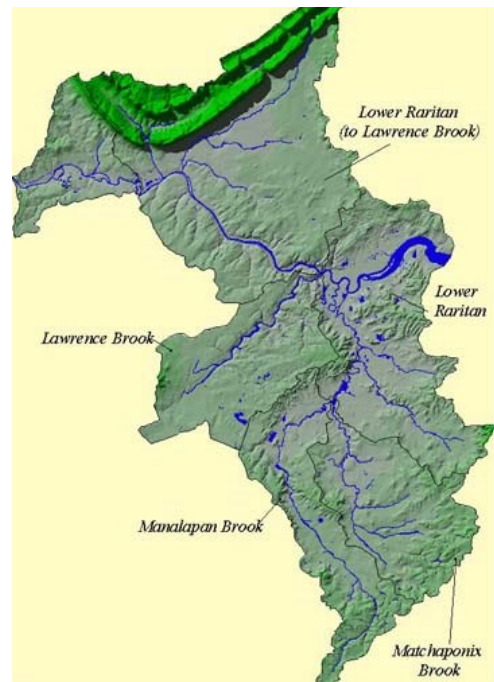 Lower Raritan
(to Lawrence Brook)
Lower
Raritan
Lawrence Brook
Manalapan Brook
Matchaponix
Brook